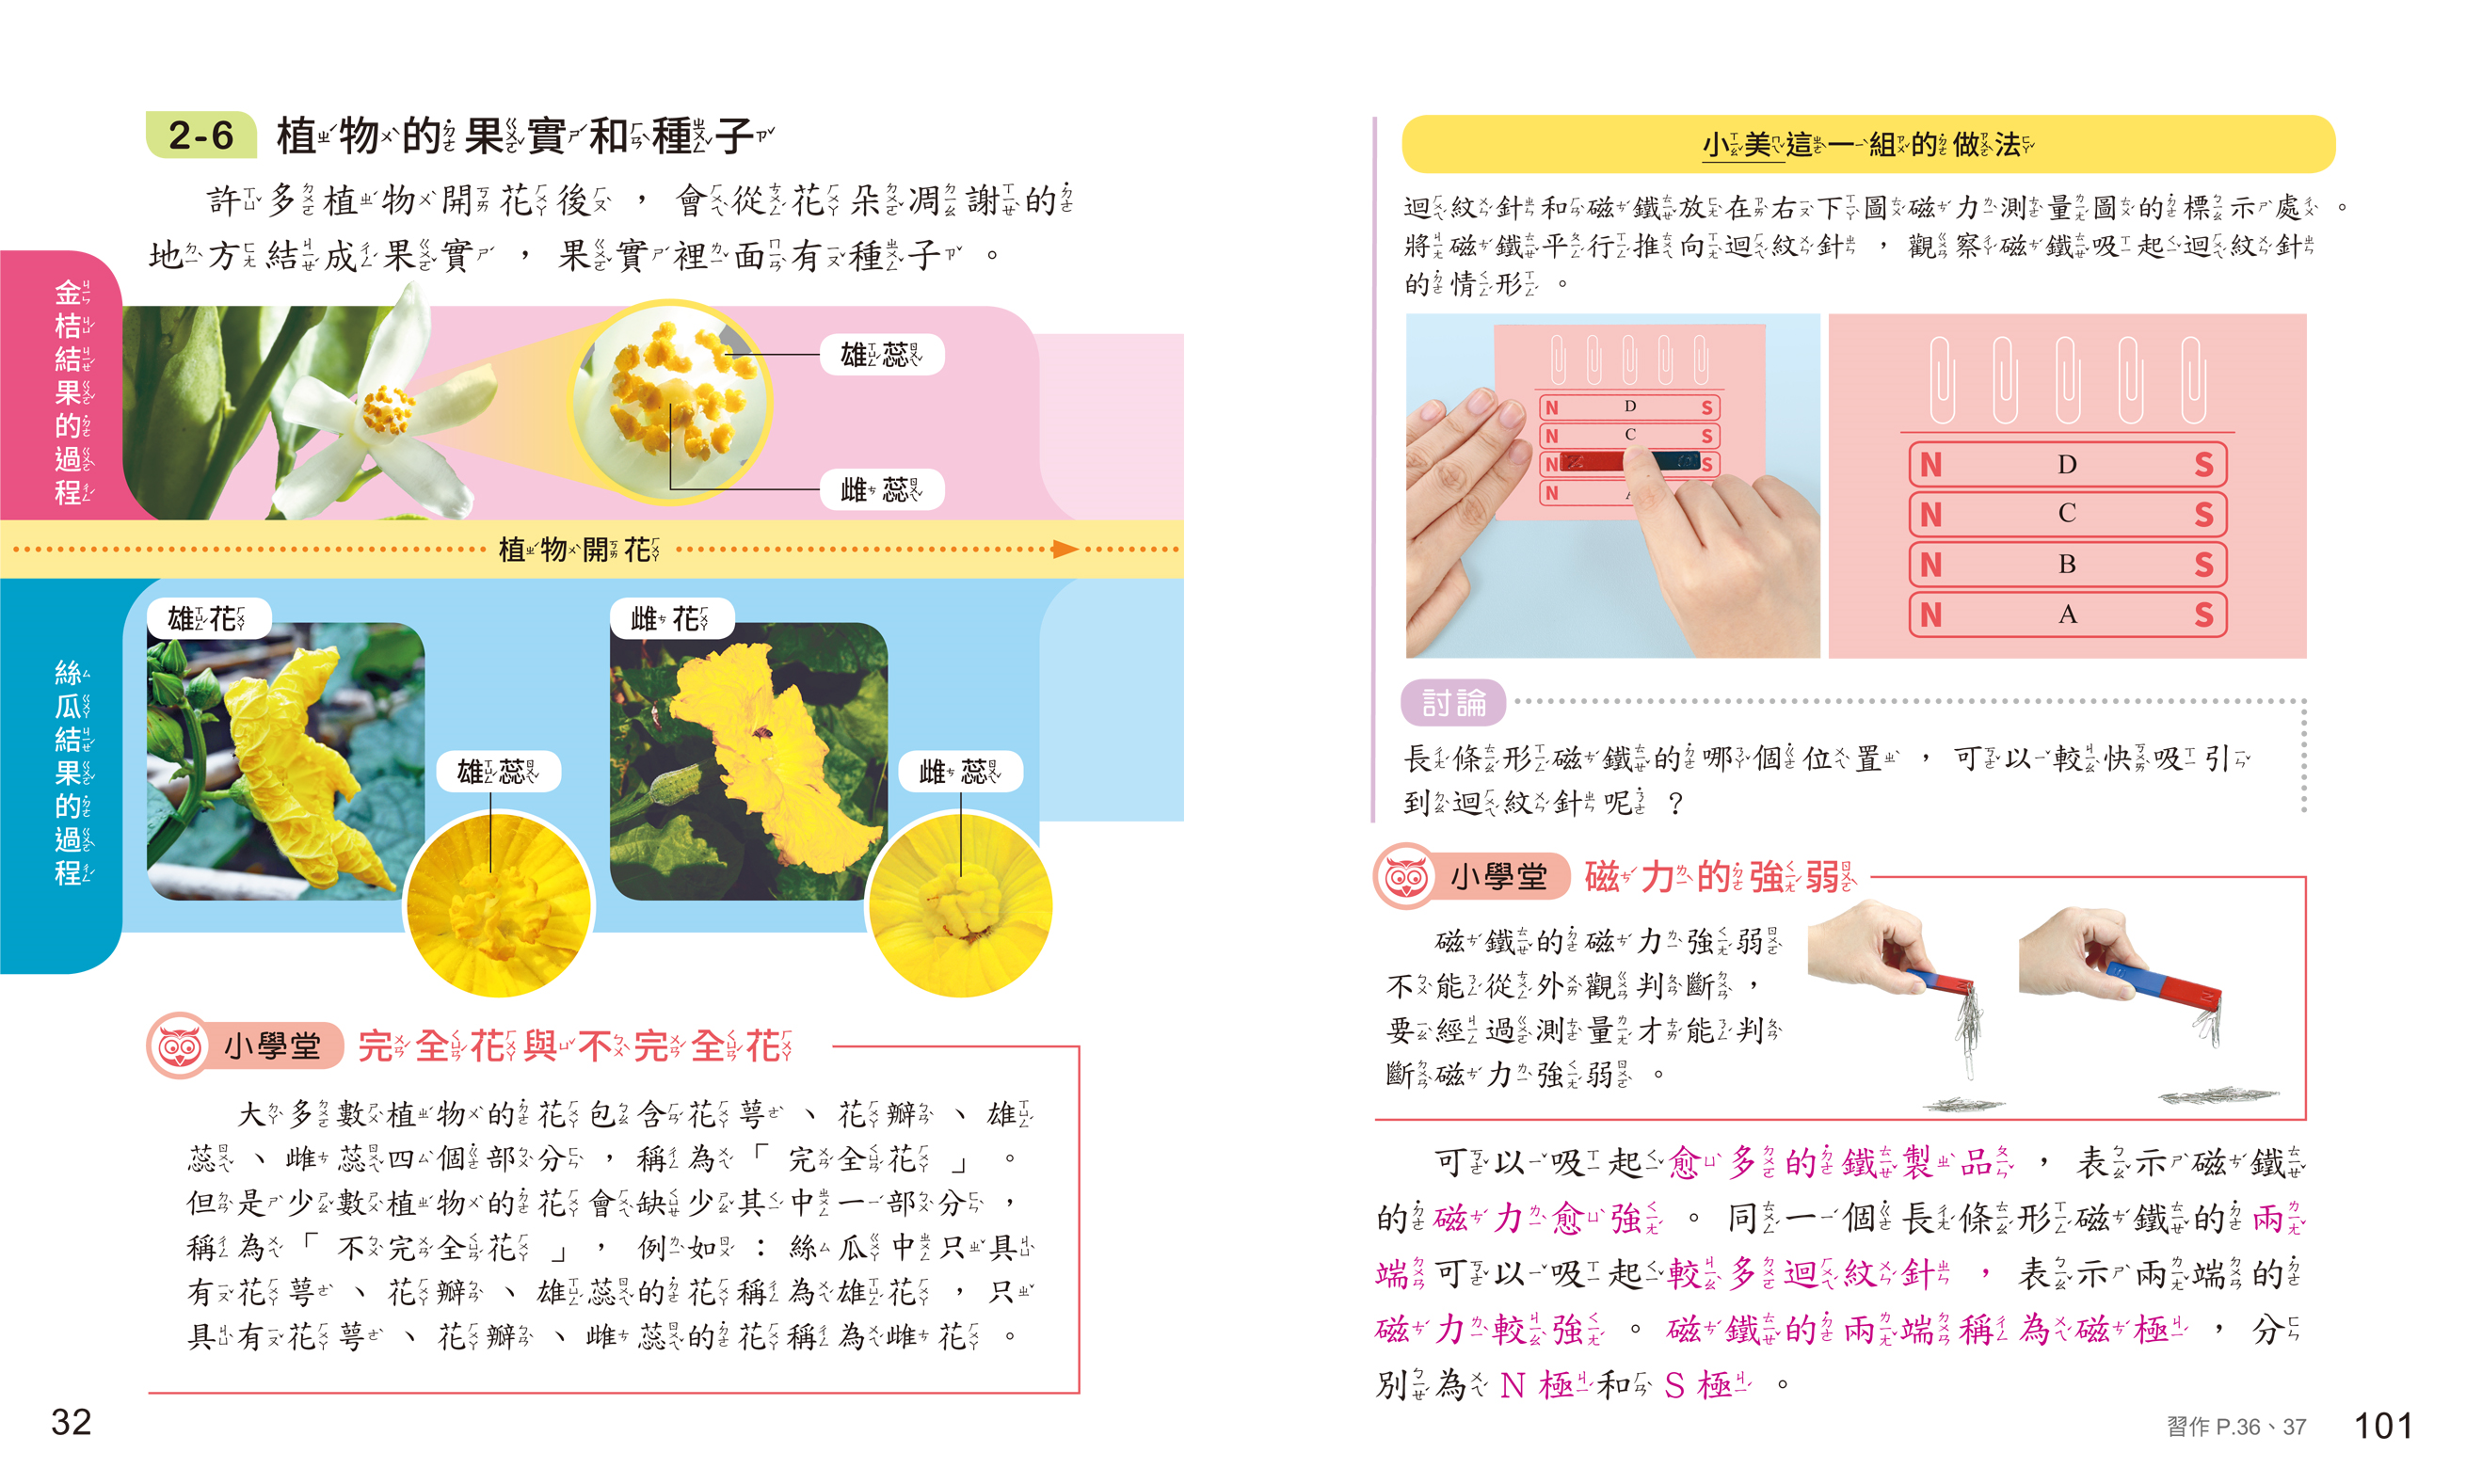 2-6 植物的果實和種子
許多植物開花後，會從花朵凋謝的
地方結成果實，果實裡面有種子。
金桔結果的過程
雄蕊
雌蕊
植物開花
絲瓜結果的過程
雄花
雄蕊
雌花
雌蕊
小學堂 完全花與不完全花
大多數植物的花包含花萼、花瓣、雄
蕊、雌蕊四個部分，稱為「完全花」。
但是少數植物的花會缺少其中一部分，
稱為「不完全花」，例如：絲瓜中只具
有花萼、花瓣、雄蕊的花稱為雄花，只
具有花萼、花瓣、雌蕊的花稱為雌花。
32
小美這一組的做法
迴紋針和磁鐵放在右下圖磁力測量圖的標示處。
將磁鐵平行推向迴紋針，觀察磁鐵吸起迴紋針
的情形。
N D S
N C S
N S
N A
N D S
N C S
N B S
N A S
討論
長條形磁鐵的哪個位置，可以較快吸引
到迴紋針呢？
小學堂 磁力的強弱
磁鐵的磁力強弱
不能從外觀判斷，
要經過測量才能判
斷磁力強弱。
可以吸起愈多的鐵製品，表示磁鐵
的磁力愈強。同一個長條形磁鐵的兩
端可以吸起較多迴紋針，表示兩端的
磁力較強。磁鐵的兩端稱為磁極，分
別為 N 極和 S 極。
習作 P.36、37
101